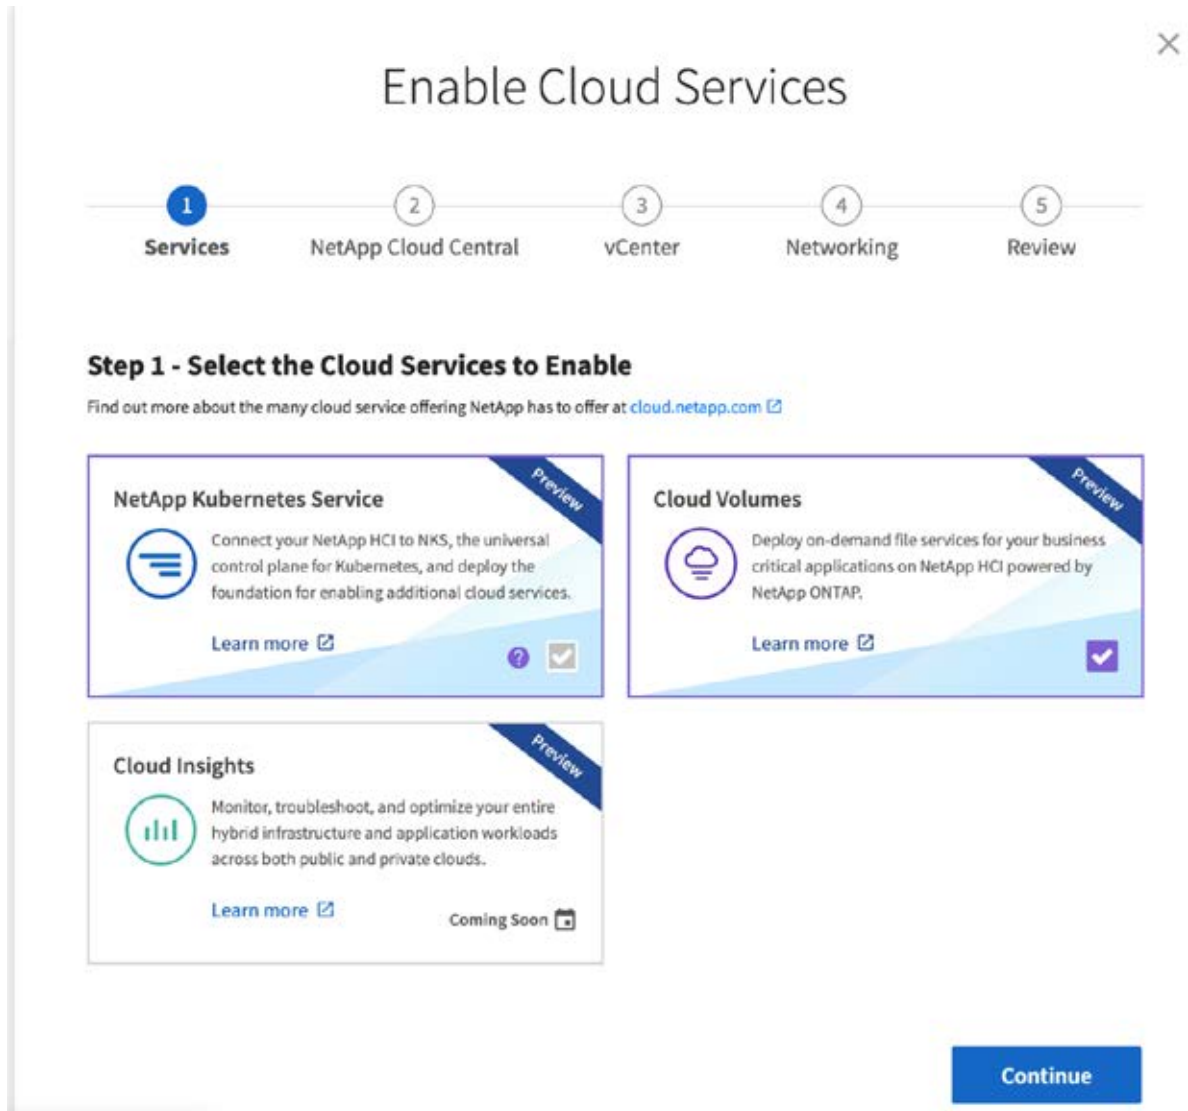 Enable Cloud Services
1
2
3
4
5
Services
NetApp Cloud Central
vCenter
Networking
Review
Step 1 - Select the Cloud Services to Enable
Find out more about the many cloud service offering NetApp has to offer at cloud.netapp.com
Preview
NetApp Kubernetes Service
Connect your NetApp HCI to NKS, the universal
control plane for Kubernetes, and deploy the
foundation for enabling additional cloud services.
Learn more
?
Preview
Cloud Volumes
Deploy on-demand file services for your business
critical applications on NetApp HCI powered by
NetApp ONTAP.
Learn more
Preview
Cloud Insights
Monitor, troubleshoot, and optimize your entire
hybrid infrastructure and application workloads
across both public and private clouds.
Learn more
Coming Soon
Continue